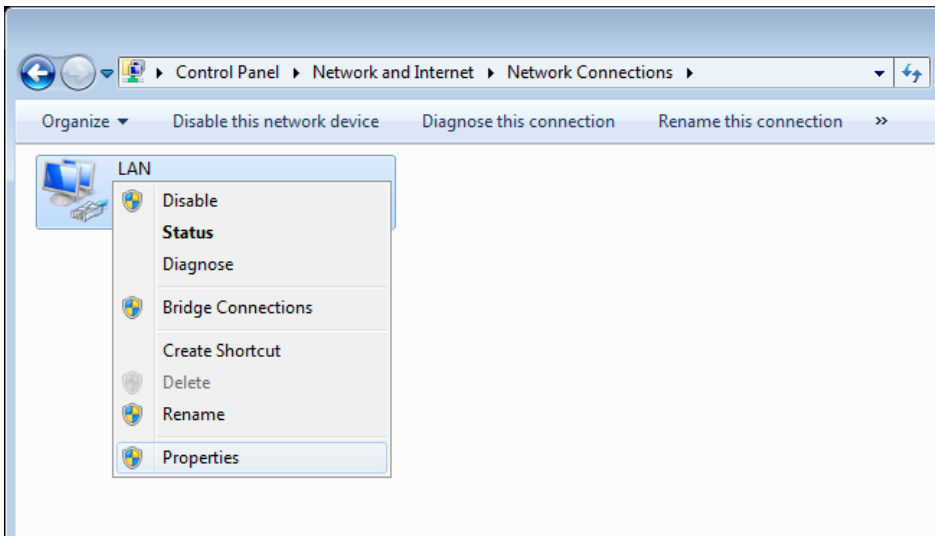 Control Panel Network and Internet Network Connections
Organize Disable this network device Diagnose this connection Rename this connection »
LAN
Disable
Status
Diagnose
Bridge Connections
Create Shortcut
Delete
Rename
Properties